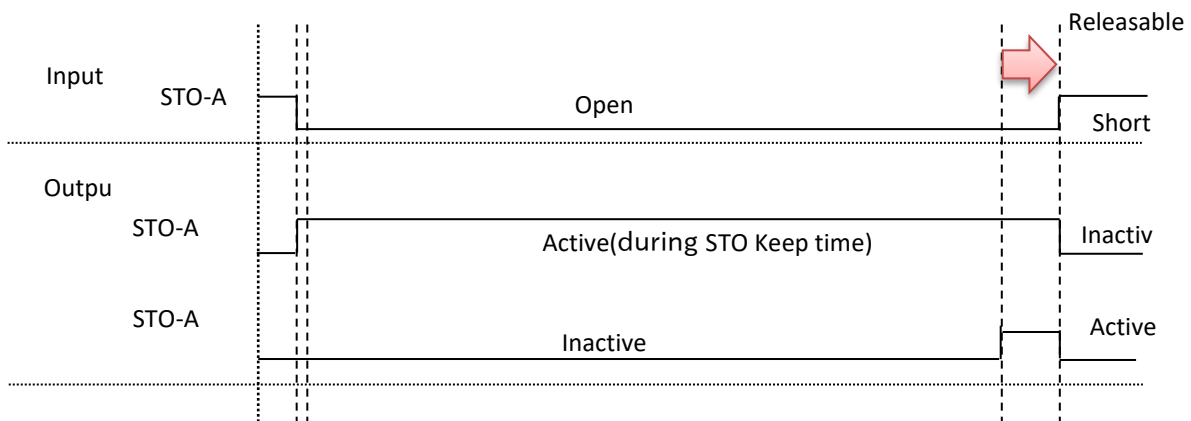 Releasable
Input
STO-A
Open
Short
Outpu
STO-A
Active(during STO Keep time)
Inactiv
STO-A
Inactive
Active